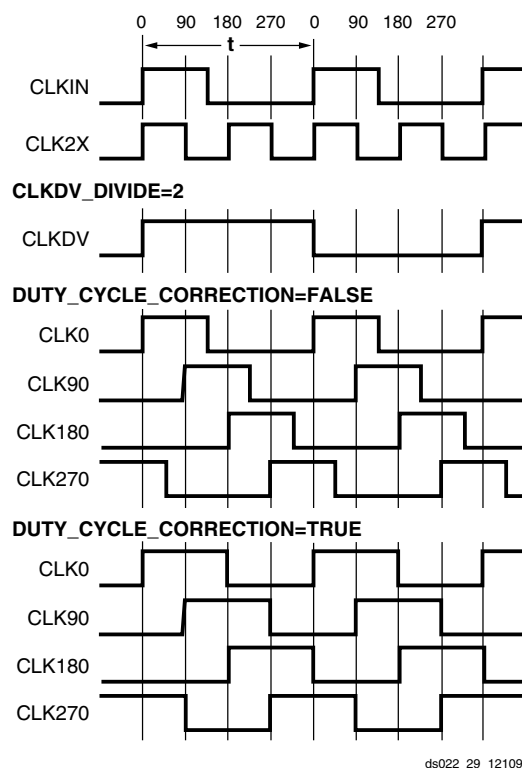 0 90 180 270 0 90 180 270
t
CLKIN
CLK2X
CLKDV_DIVIDE=2
CLKDV
DUTY_CYCLE_CORRECTION=FALSE
CLK0
CLK90
CLK180
CLK270
DUTY_CYCLE_CORRECTION=TRUE
CLK0
CLK90
CLK180
CLK270
ds022_29_12109